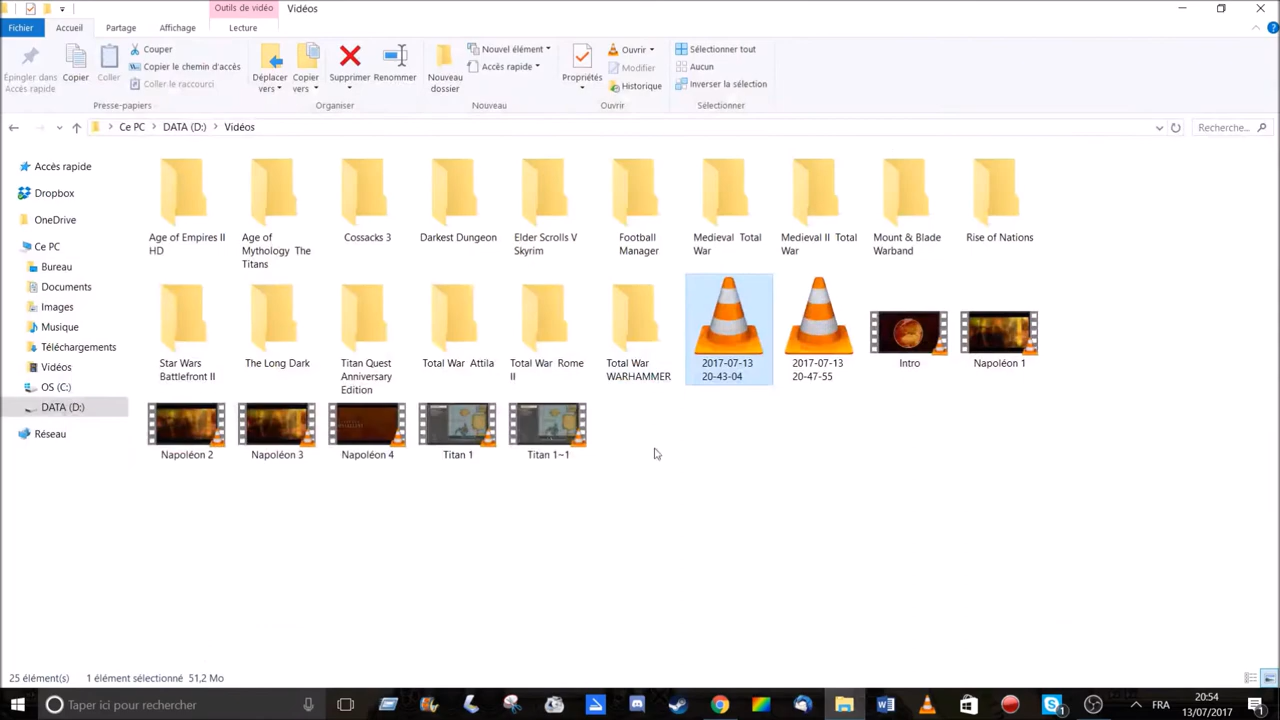 Outils de vidéo Vidéos
Fichier Accueil Partage Affichage Lecture
Épingler dans Accès rapide
Copier
Coller
Couper
Copier le chemin d'accès
Coller le raccourci
Presse-papiers
Déplacer vers
Copier vers
Supprimer
Renommer
Organiser
Nouveau dossier
Nouvel élément
Accès rapide
Nouveau
Propriétés
Ouvrir
Modifier
Historique
Ouvrir
Sélectionner tout
Aucun
Inverser la sélection
Sélectionner
Ce PC DATA (D:) Vidéos
Recherche...
Accès rapide
Dropbox
OneDrive
Ce PC
Bureau
Documents
Images
Musique
Téléchargements
Vidéos
OS (C:)
DATA (D:)
Réseau
Age of Empires II HD
Age of Mythology The Titans
Cossacks 3
Darkest Dungeon
Elder Scrolls V Skyrim
Football Manager
Medieval Total War
Medieval II Total War
Mount & Blade Warband
Rise of Nations
Star Wars Battlefront II
The Long Dark
Titan Quest Anniversary Edition
Total War Attila
Total War Rome II
Total War WARHAMMER
2017-07-13 20-43-04
2017-07-13 20-47-55
Intro
Napoléon 1
Napoléon 2
Napoléon 3
Napoléon 4
Titan 1
Titan 1~1
25 élément(s) 1 élément sélectionné 51,2 Mo
Taper ici pour rechercher
FRA
20:54
13/07/2017